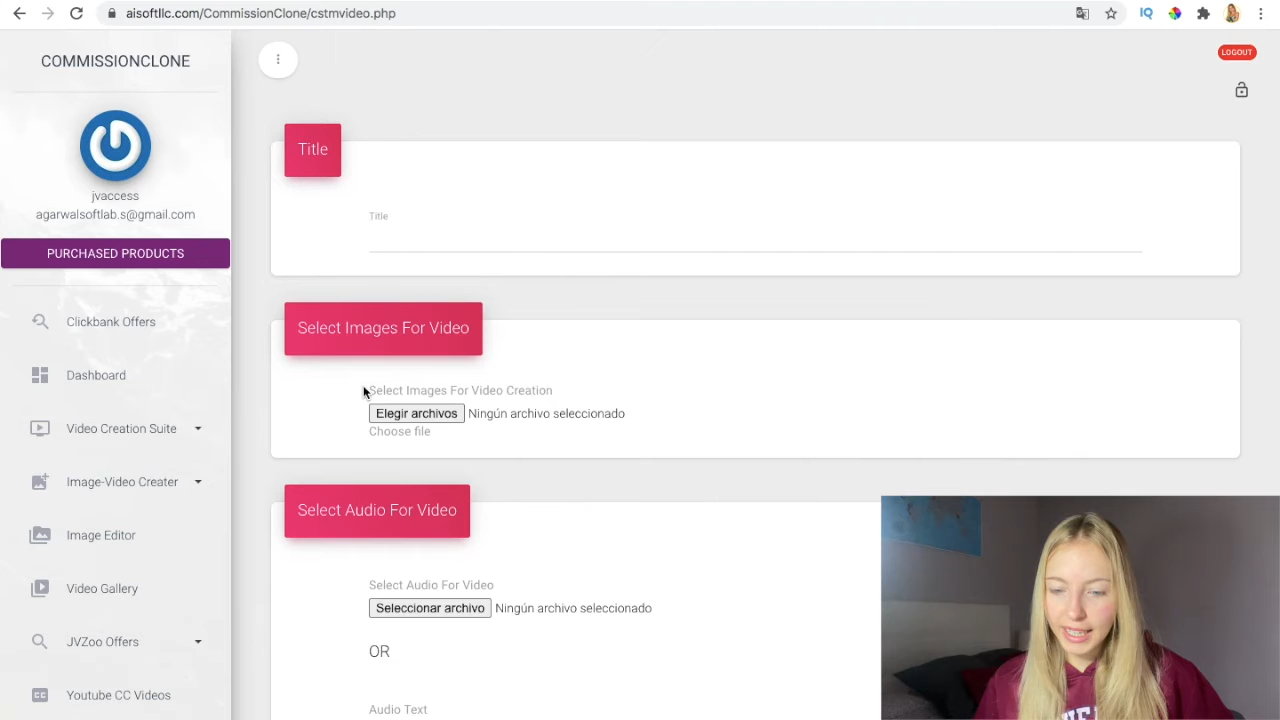 aisoftllc.com/CommissionClone/cstmvideo.php
COMMISSIONCLONE
LOGOUT
jvaccess
agarwalsoftlab.s@gmail.com
PURCHASED PRODUCTS
Clickbank Offers
Dashboard
Video Creation Suite
Image-Video Creater
Image Editor
Video Gallery
JVZoo Offers
Youtube CC Videos
Title
Title
Select Images For Video
Select Images For Video Creation
Elegir archivos Ningún archivo seleccionado
Choose file
Select Audio For Video
Select Audio For Video
Seleccionar archivo Ningún archivo seleccionado
OR
Audio Text